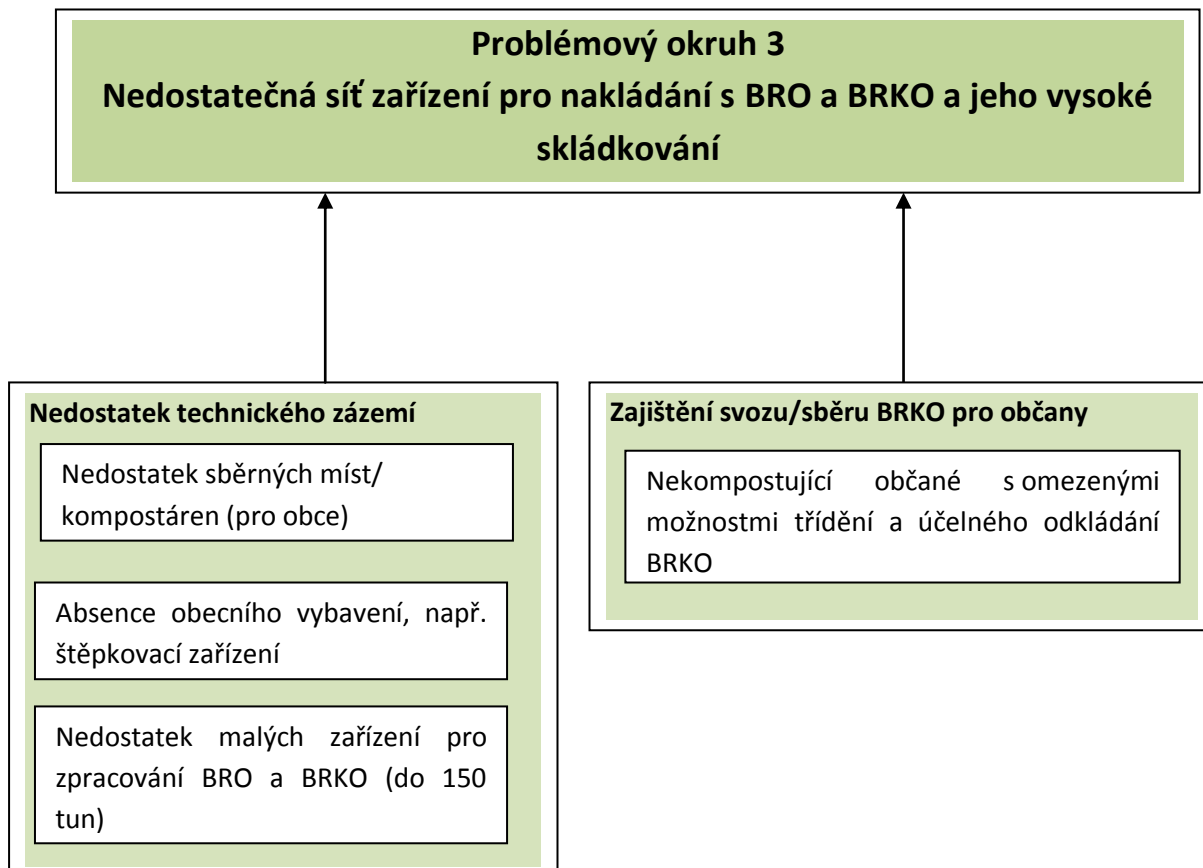 Problémový okruh 3
Nedostatečná síť zařízení pro nakládání s BRO a BRKO a jeho vysoké
skládkování
Nedostatek technického zázemí
Nedostatek sběrných míst/
kompostáren (pro obce)
Absence obecního vybavení, např.
štěpkovací zařízení
Nedostatek malých zařízení pro
zpracování BRO a BRKO (do 150
tun)
Zajištění svozu/sběru BRKO pro občany
Nekompostující občané s omezenými
možnostmi třídění a účelného odkládání
BRKO